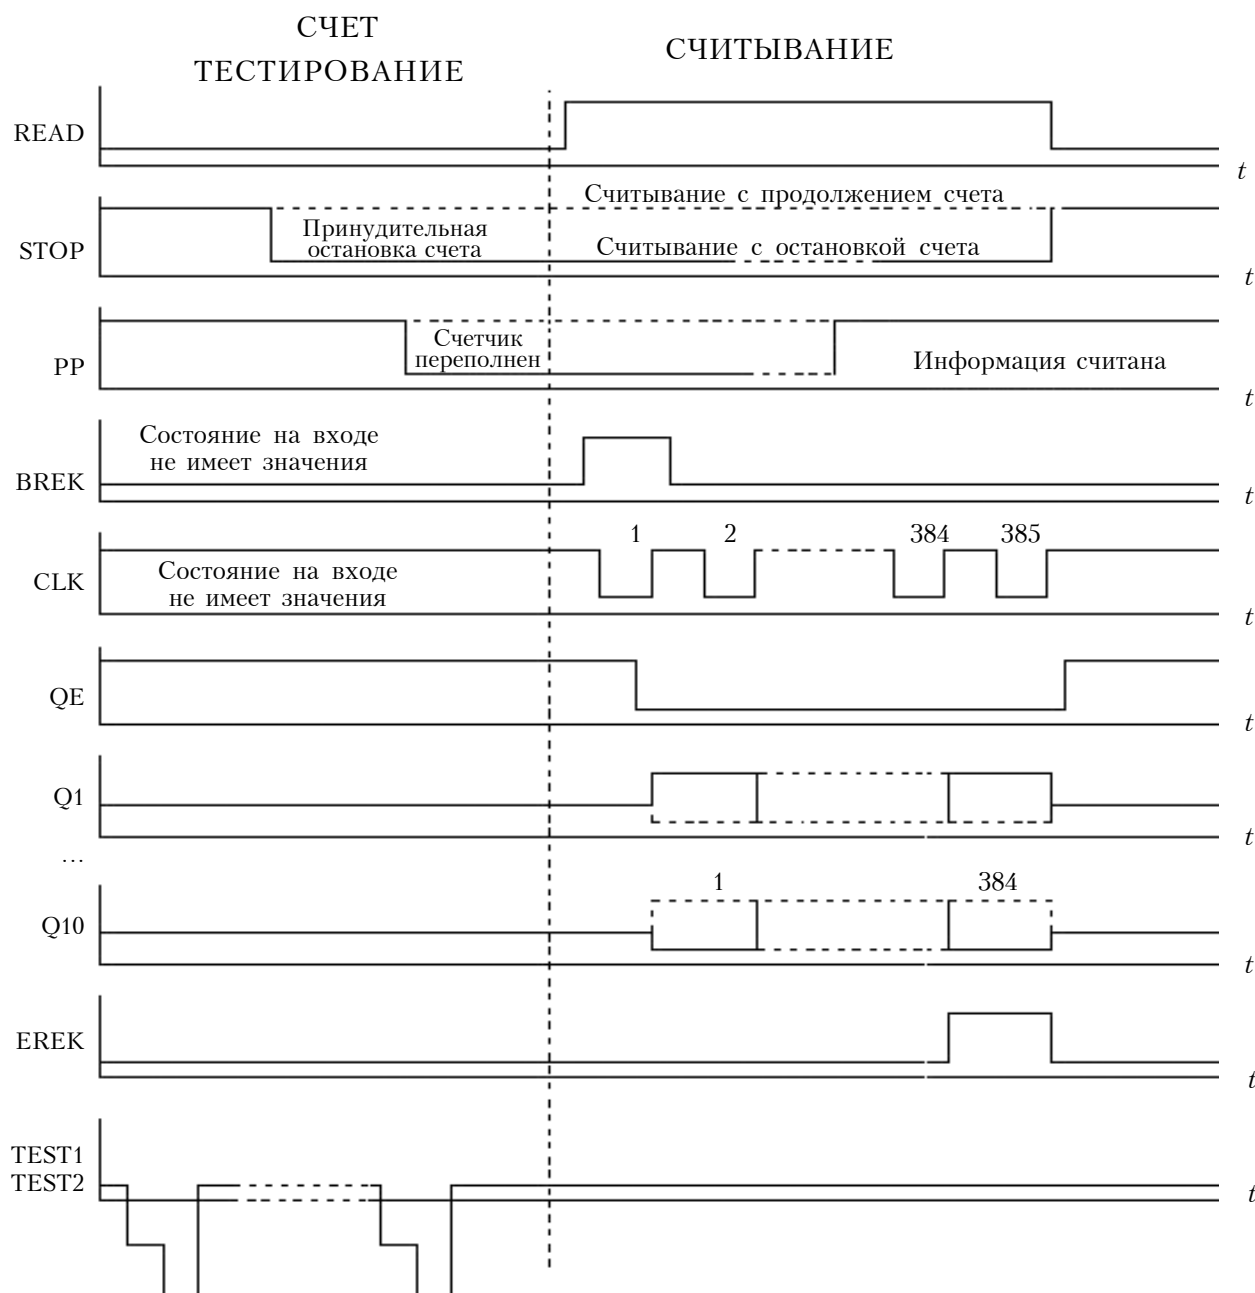 СЧЕТ
ТЕСТИРОВАНИЕ
СЧИТЫВАНИЕ
READ
t
Считывание с продолжением счета
Принудительная
остановка счета
Считывание с остановкой счета
STOP
t
Счетчик
переполнен
Информация считана
PP
t
Состояние на входе
не имеет значения
BREK
t
1 2 384 385
Состояние на входе
не имеет значения
CLK
t
QE
t
Q1
t
...
1 384
Q10
t
EREK
t
TEST1
TEST2
t